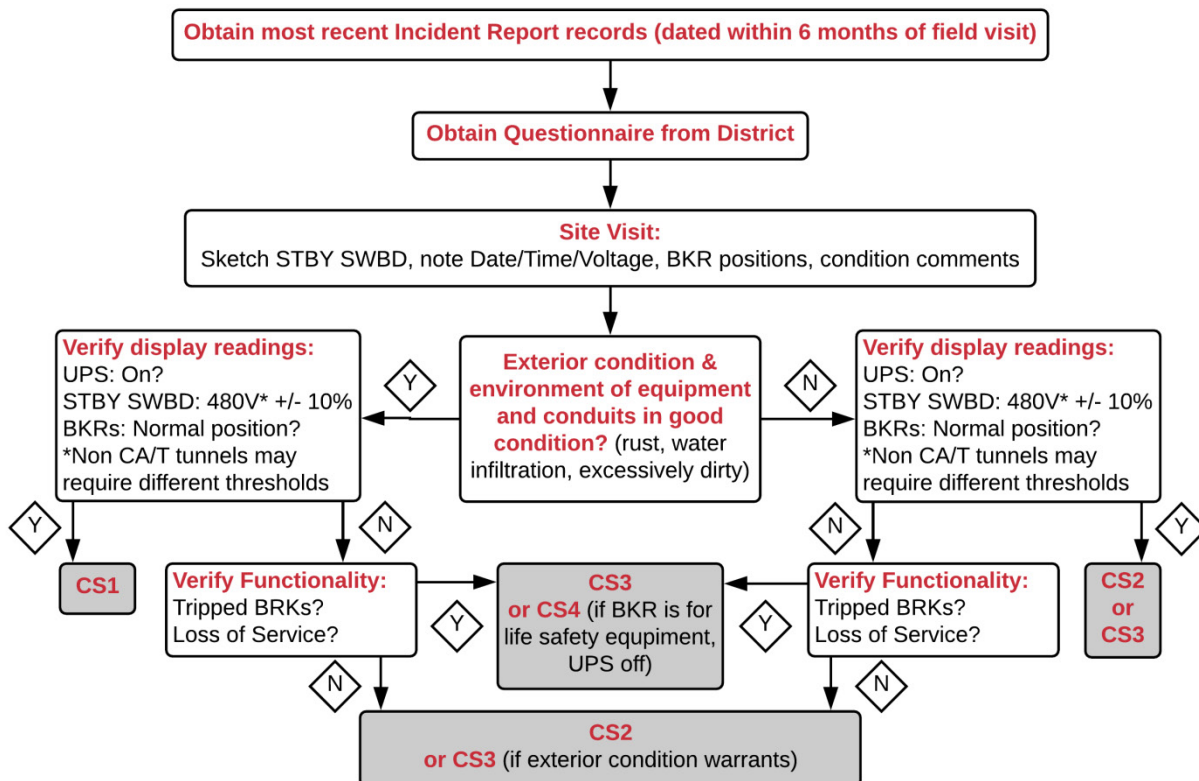 Obtain most recent Incident Report records (dated within 6 months of field visit)
Obtain Questionnaire from District
Site Visit:
Sketch STBY SWBD, note Date/Time/Voltage, BKR positions, condition comments
Verify display readings:
UPS: On?
STBY SWBD: 480V* +/- 10%
BKRs: Normal position?
*Non CA/T tunnels may
require different thresholds
Y
Exterior condition &
environment of equipment
and conduits in good
condition? (rust, water
infiltration, excessively dirty)
N
Verify display readings:
UPS: On?
STBY SWBD: 480V* +/- 10%
BKRs: Normal position?
*Non CA/T tunnels may
require different thresholds
Y
N
N
Y
CS1
Verify Functionality:
Tripped BRKs?
Loss of Service?
Y
CS3
or CS4 (if BKR is for
life safety equpiment,
UPS off)
Y
Verify Functionality:
Tripped BRKs?
Loss of Service?
CS2
or
CS3
N
N
CS2
or CS3 (if exterior condition warrants)